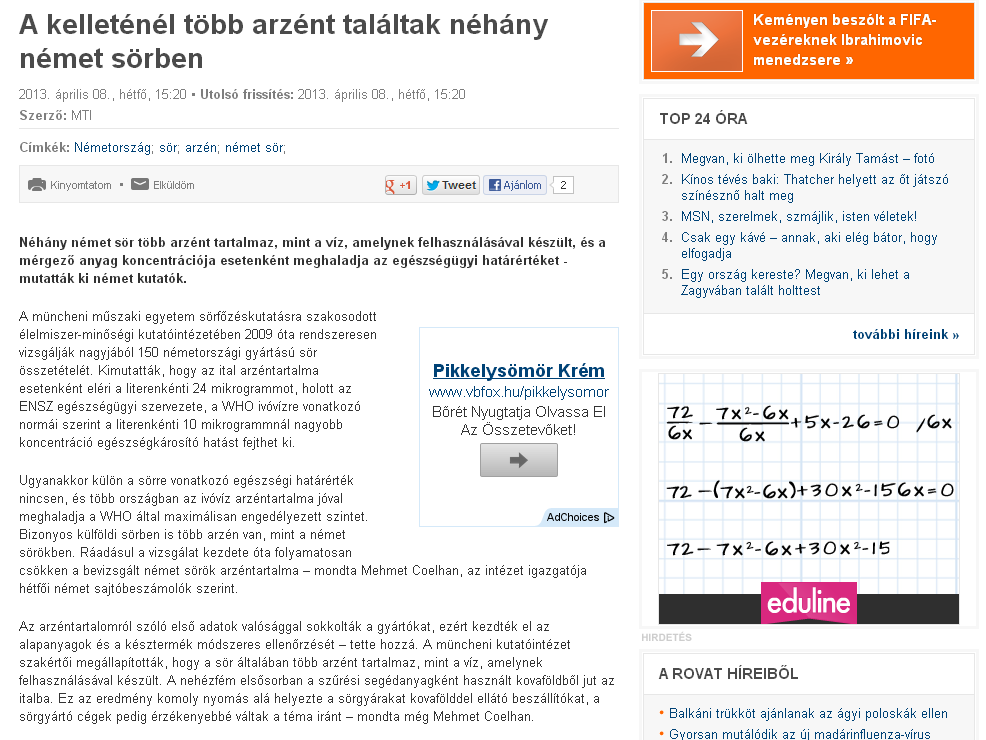 A kelleténél több arzént találtak néhány
német sörben
2013. április 08., hétfő, 15:20 • Utolsó frissítés: 2013. április 08., hétfő, 15:20
Szerző: MTI
Címkék: Németország; sör; arzén; német sör;
Kinyomtatom • Elküldöm
+1 Tweet Ajánlom 2
Néhány német sör több arzént tartalmaz, mint a víz, amelynek felhasználásával készült, és a
mérgező anyag koncentrációja esetenként meghaladja az egészségügyi határértéket -
mutatták ki német kutatók.
A müncheni műszaki egyetem sörfőzéskutatásra szakosodott
élelmiszer-minőségi kutatóintézetében 2009 óta rendszeresen
vizsgálják nagyjából 150 németországi gyártású sör
összetételét. Kimutatták, hogy az ital arzéntartalma
esetenként eléri a literenkénti 24 mikrogrammot, holott az
ENSZ egészségügyi szervezete, a WHO ivóvízre vonatkozó
normái szerint a literenkénti 10 mikrogrammnál nagyobb
koncentráció egészségkárosító hatást fejthet ki.
Ugyanakkor külön a sörre vonatkozó egészségi határérték
nincsen, és több országban az ivóvíz arzéntartalma jóval
meghaladja a WHO által maximálisan engedélyezett szintet.
Bizonyos külföldi sörben is több arzén van, mint a német
sörökben. Ráadásul a vizsgálat kezdete óta folyamatosan
csökken a bevizsgált német sörök arzéntartalma – mondta Mehmet Coelhan, az intézet igazgatója
hétfői német sajtóbeszámolók szerint.
Az arzéntartalomról szóló első adatok valósággal sokkolták a gyártókat, ezért kezdték el az
alapanyagok és a késztermék módszeres ellenőrzését – tette hozzá. A müncheni kutatóintézet
szakértői megállapították, hogy a sör általában több arzént tartalmaz, mint a víz, amelynek
felhasználásával készült. A nehézfém elsősorban a szűrési segédanyagként használt kovaföldből jut az
italba. Ez az eredmény komoly nyomás alá helyezte a sörgyárakat kovafölddel ellátó beszállítókat, a
sörgyártó cégek pedig érzékenyebbé váltak a téma iránt – mondta még Mehmet Coelhan.
Pikkelysömör Krém
www.vbfox.hu/pikkelysomor
Bőrét Nyugtatja Olvassa El
Az Összetevőket!
AdChoices
Keményen beszólt a FIFA-
vezéreknek Ibrahimovic
menedzsere »
TOP 24 ÓRA
1. Megvan, ki ölhette meg Király Tamást – fotó
2. Kínos tévés baki: Thatcher helyett az őt játszó
színésznő halt meg
3. MSN, szerelmek, szmájlik, isten véletek!
4. Csak egy kávé – annak, aki elég bátor, hogy
elfogadja
5. Egy ország kereste? Megvan, ki lehet a
Zagyvában talált holttest
további híreink »
72/6x - 7x²-6x/6x +5x-26=0 /6x
72-(7x²-6x)+30x²-156x=0
72-7x²-6x+30x²-15
eduline
HIRDETÉS
A ROVAT HÍREIBŐL
• Balkáni trükköt ajánlanak az ágyi poloskák ellen
• Gyorsan mutálódik az új madárinfluenza-vírus